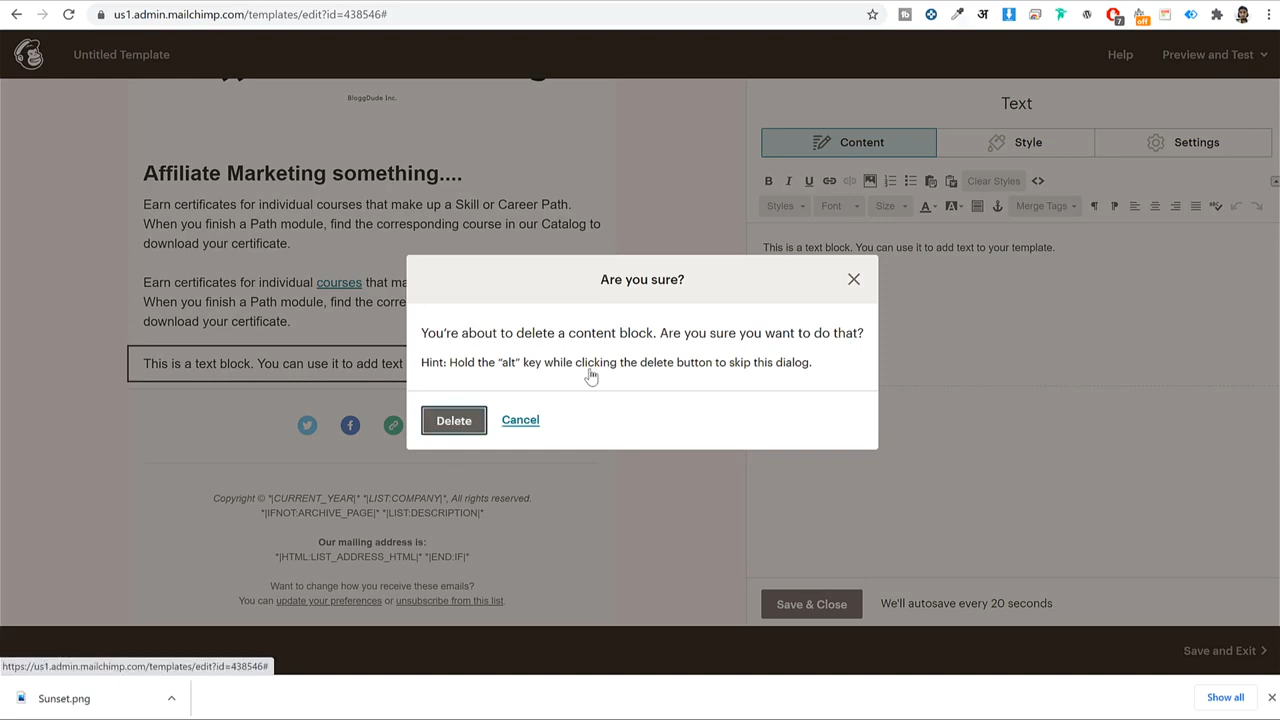 us1.admin.mailchimp.com/templates/edit?id=438546#
7
off
Untitled Template
Help
Preview and Test
BloggDude Inc.
Affiliate Marketing something....
Earn certificates for individual courses that make up a Skill or Career Path.
When you finish a Path module, find the corresponding course in our Catalog to
download your certificate.
Earn certificates for individual courses that ma
When you finish a Path module, find the corre
download your certificate.
This is a text block. You can use it to add text
Copyright © *|CURRENT_YEAR|* *|LIST:COMPANY|*, All rights reserved.
*|IFNOT:ARCHIVE_PAGE|* *|LIST:DESCRIPTION|*
Our mailing address is:
*|HTML:LIST_ADDRESS_HTML|* *|END:IF|*
Want to change how you receive these emails?
You can update your preferences or unsubscribe from this list.
Text
Content
Style
Settings
B I U
Clear Styles <>
Styles Font Size A A Merge Tags
This is a text block. You can use it to add text to your template.
Are you sure?
You're about to delete a content block. Are you sure you want to do that?
Hint: Hold the “alt” key while clicking the delete button to skip this dialog.
Delete Cancel
Save & Close We'll autosave every 20 seconds
Save and Exit
https://us1.admin.mailchimp.com/templates/edit?id=438546#
Sunset.png
Show all